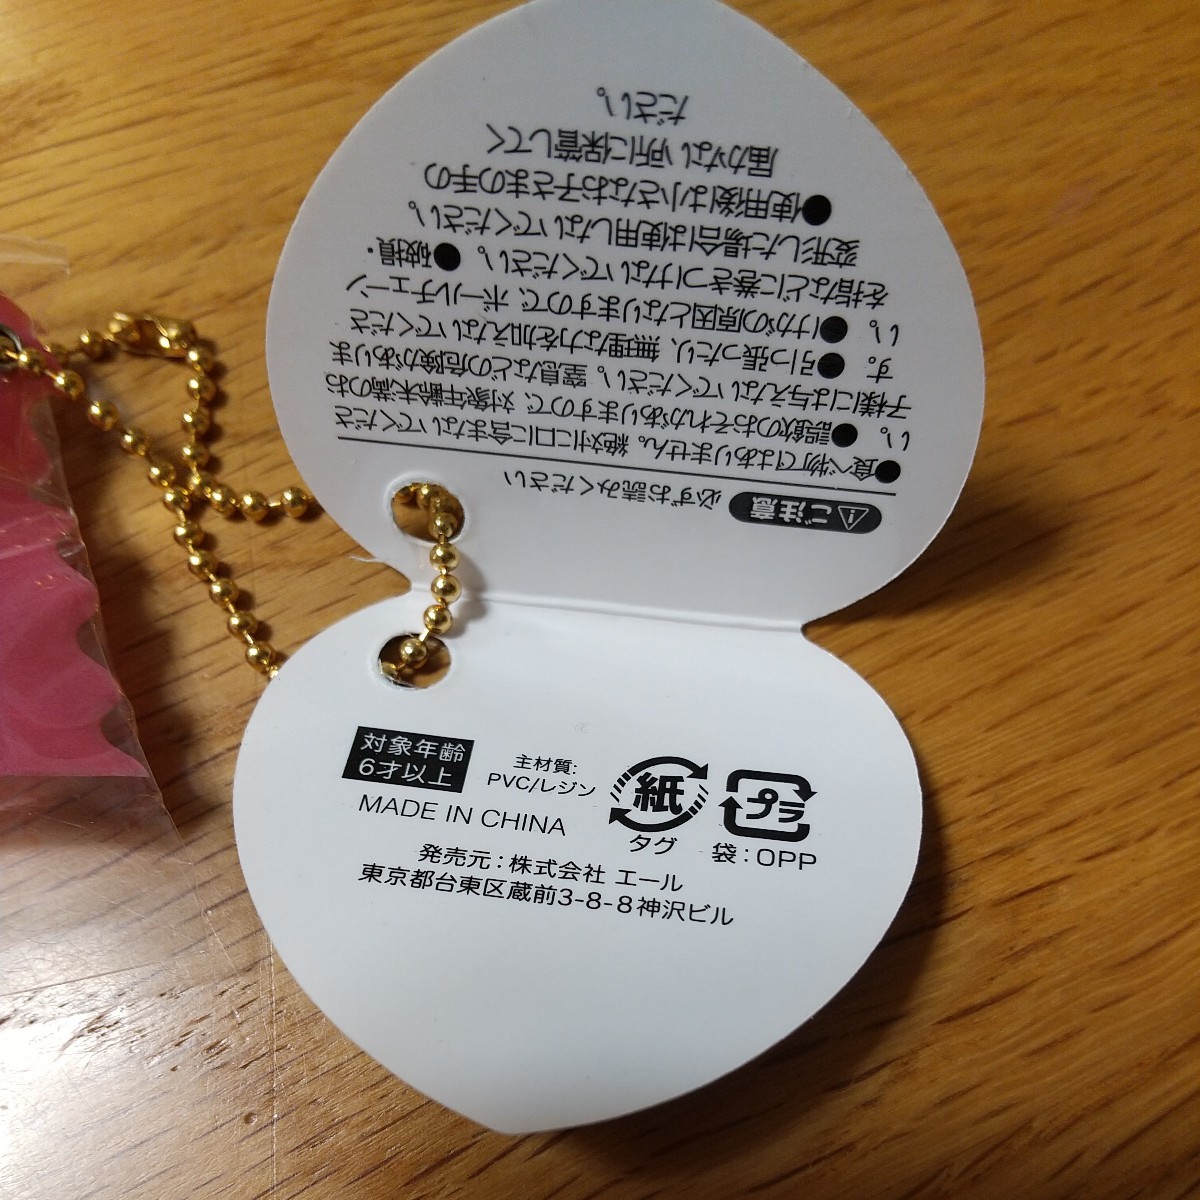 ⚠ご注意 必ずお読みください
●食べ物ではありません。絶対に口に含まないでくださ
い。 ●誤飲のおそれがありますので、対象年齢未満のお
子様には与えないでください。窒息などの危険がありま
す。 ●引っ張ったり、無理な力を加えないでくださ
い。 ●けがの原因となりますので、ボールチェーン
を指などに巻きつけないでください。 ●破損・
変形した場合は使用しないでください。
●使用後は小さなお子さまの手の
届かない所に保管してく
ださい。
対象年齢
6才以上
主材質:
PVC/レジン
MADE IN CHINA
紙
タグ
プラ
袋:OPP
発売元:株式会社 エール
東京都台東区蔵前3-8-8神沢ビル